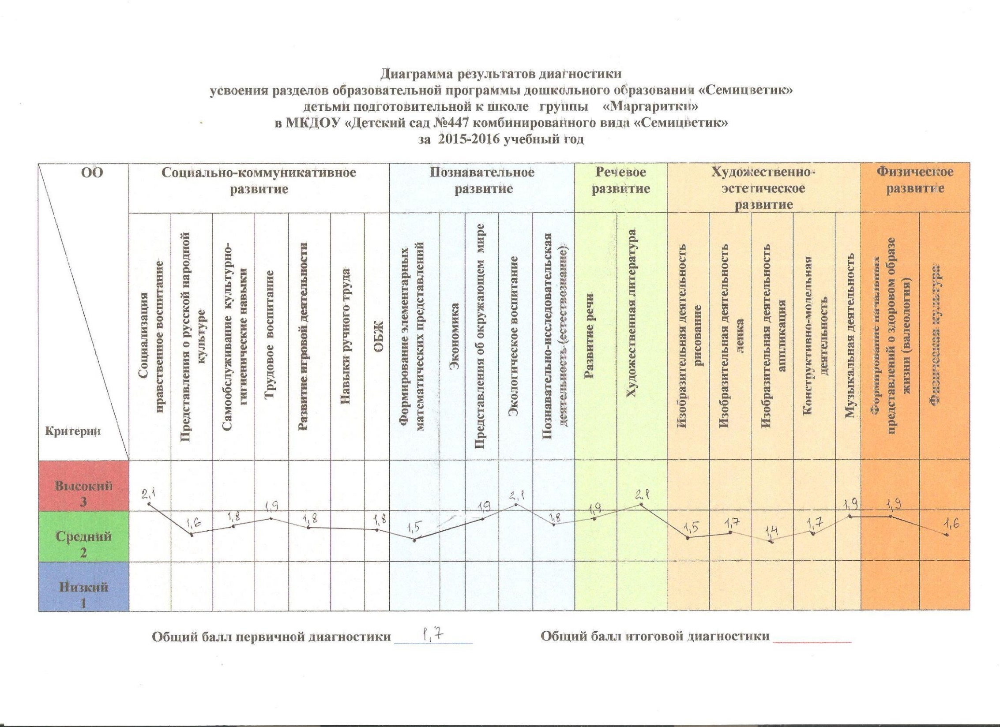 Диаграмма результатов диагностики
усвоения разделов образовательной программы дошкольного образования «Семицветик»
детьми подготовительной к школе группы «Маргаритки»
в МКДОУ «Детский сад №447 комбинированного вида «Семицветик»
за 2015-2016 учебный год
ОО
Критерии
Социально-коммуникативное
развитие
Познавательное
развитие
Речевое
развитие
Художественно-
эстетическое
развитие
Физическое
развитие
Социализация
нравственное воспитание
Представления о русской народной
культуре
Самообслуживание культурно-
гигиенические навыки
Трудовое воспитание
Развитие игровой деятельности
Навыки ручного труда
ОБЖ
Формирование элементарных
математических представлений
Экономика
Представления об окружающем мире
Экологическое воспитание
Познавательно-исследовательская
деятельность (естествознание)
Развитие речи
Художественная литература
Изобразительная деятельность
рисование
Изобразительная деятельность
лепка
Изобразительная деятельность
аппликация
Конструктивно-модельная
деятельность
Музыкальная деятельность
Формирование начальных
представлений о здоровом образе
жизни (валеология)
Физическая культура
Высокий
3
2,1 1,6 1,8 1,9 1,8 1,8 1,5 1,9 2,1 1,8 1,9 2,1 1,5 1,7 1,4 1,7 1,9 1,9 1,6
Средний
2
Низкий
1
Общий балл первичной диагностики 1,7
Общий балл итоговой диагностики